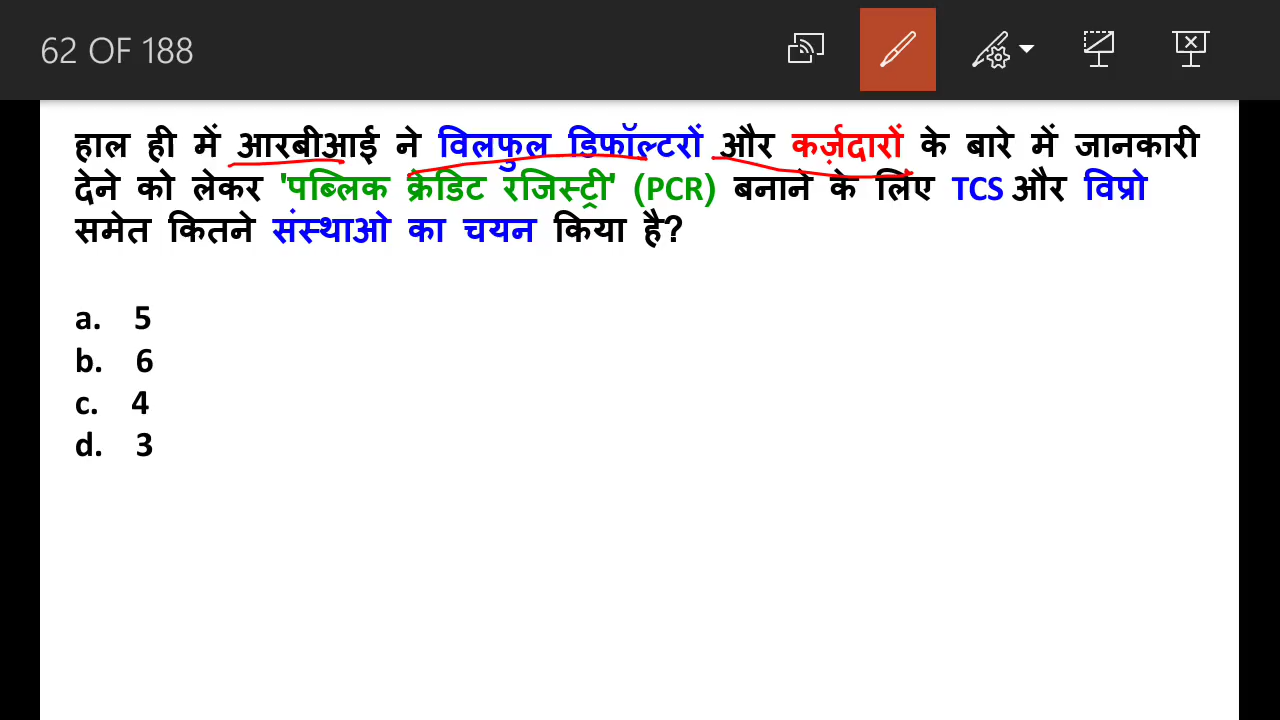 62 OF 188
हाल ही में आरबीआई ने विलफुल डिफॉल्टरों और कर्ज़दारों के बारे में जानकारी
देने को लेकर 'पब्लिक क्रेडिट रजिस्ट्री' (PCR) बनाने के लिए TCS और विप्रो
समेत कितने संस्थाओ का चयन किया है?
a. 5
b. 6
c. 4
d. 3